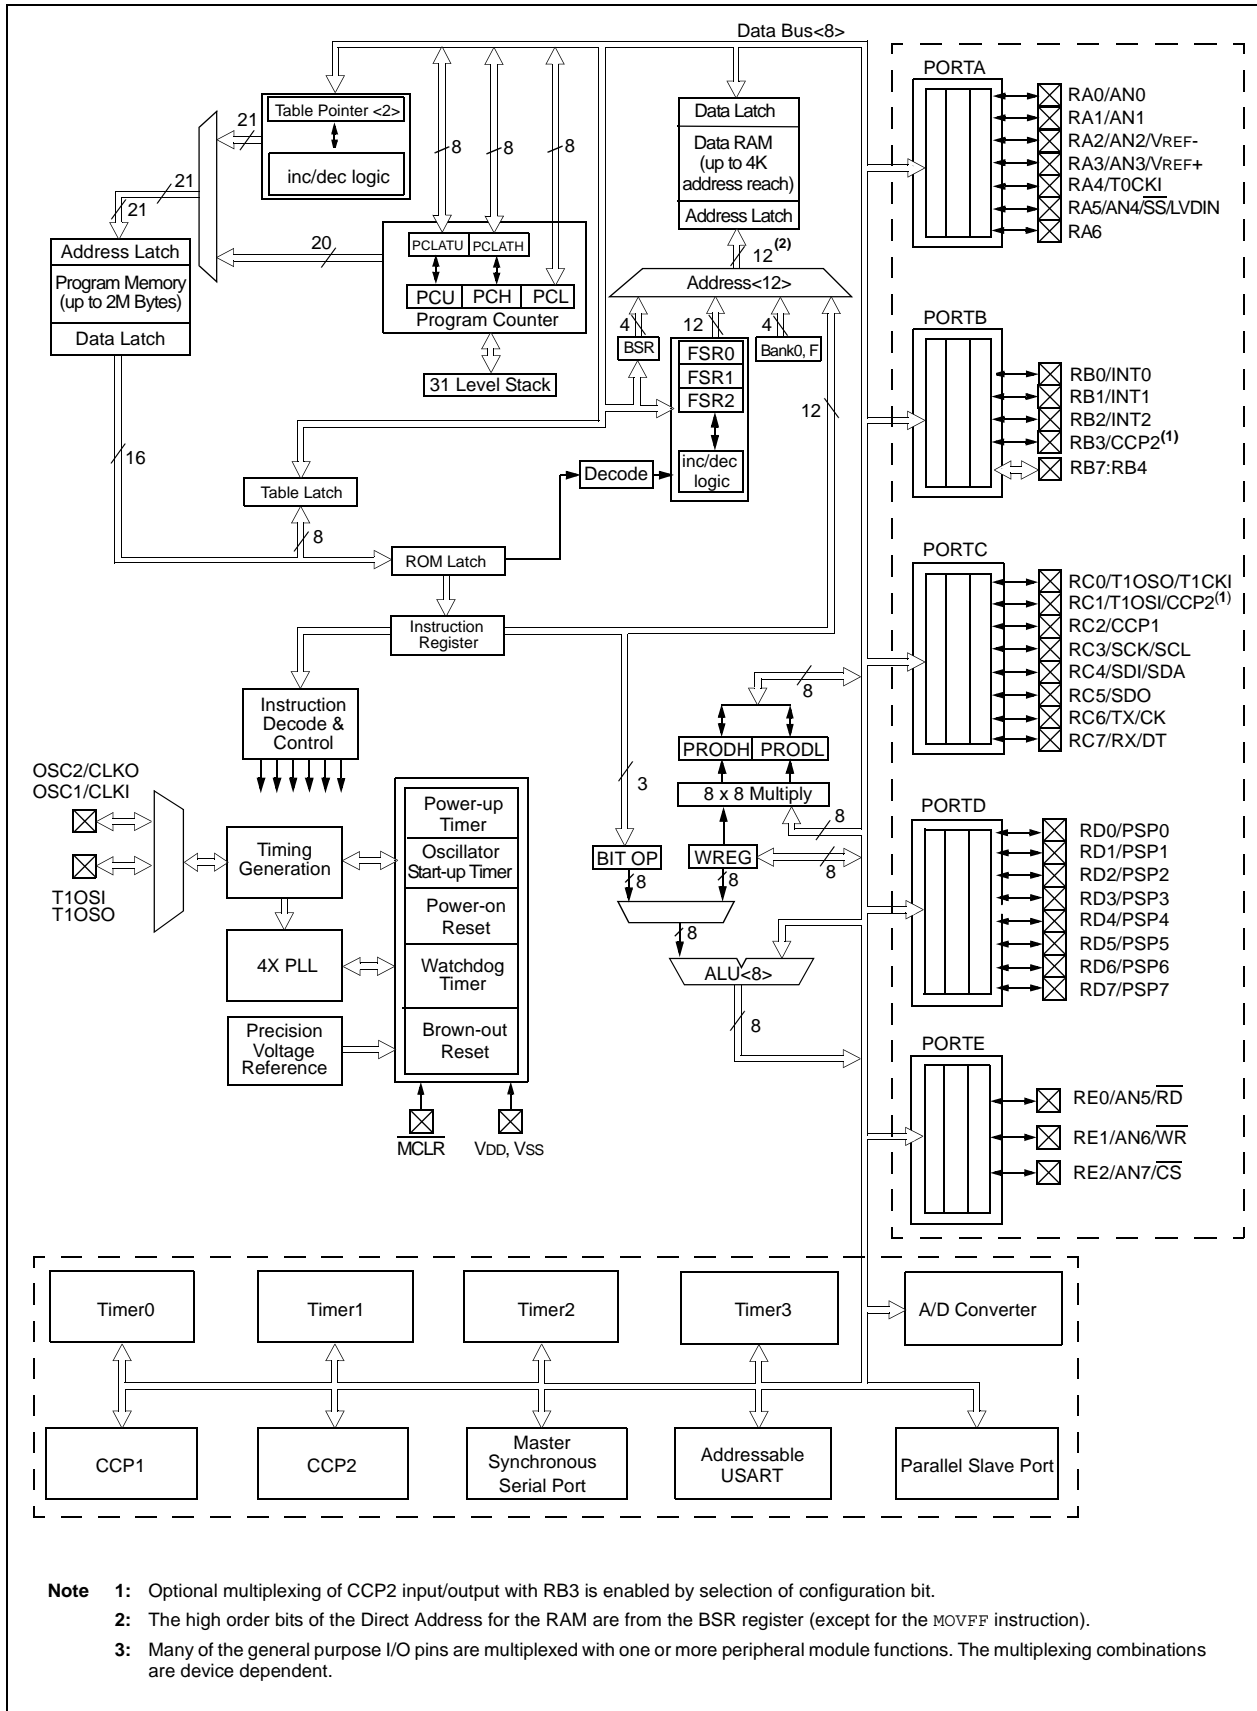 Data Bus<8>
PORTA
Table Pointer <2>
21
inc/dec logic
21
21
8
8
8
Data Latch
Data RAM
(up to 4K
address reach)
Address Latch
RA0/AN0
RA1/AN1
RA2/AN2/VREF-
RA3/AN3/VREF+
RA4/T0CKI
RA5/AN4/SS/LVDIN
RA6
Address Latch
Program Memory
(up to 2M Bytes)
Data Latch
20
PCLATU
PCLATH
PCU
PCH
PCL
Program Counter
31 Level Stack
12(2)
Address<12>
4
12
4
BSR
FSR0
FSR1
FSR2
Bank0, F
inc/dec
logic
12
PORTB
RB0/INT0
RB1/INT1
RB2/INT2
RB3/CCP2(1)
RB7:RB4
16
Table Latch
Decode
8
ROM Latch
Instruction
Register
PORTC
RC0/T1OSO/T1CKI
RC1/T1OSI/CCP2(1)
RC2/CCP1
RC3/SCK/SCL
RC4/SDI/SDA
RC5/SDO
RC6/TX/CK
RC7/RX/DT
Instruction
Decode &
Control
8
PRODH
PRODL
8 x 8 Multiply
3
8
BIT OP
WREG
8
8
8
8
ALU<8>
8
OSC2/CLKO
OSC1/CLKI
T1OSI
T1OSO
Timing
Generation
4X PLL
Precision
Voltage
Reference
Power-up
Timer
Oscillator
Start-up Timer
Power-on
Reset
Watchdog
Timer
Brown-out
Reset
MCLR
VDD, VSS
PORTD
RD0/PSP0
RD1/PSP1
RD2/PSP2
RD3/PSP3
RD4/PSP4
RD5/PSP5
RD6/PSP6
RD7/PSP7
PORTE
RE0/AN5/RD
RE1/AN6/WR
RE2/AN7/CS
Timer0
Timer1
Timer2
Timer3
A/D Converter
CCP1
CCP2
Master
Synchronous
Serial Port
Addressable
USART
Parallel Slave Port
Note 1: Optional multiplexing of CCP2 input/output with RB3 is enabled by selection of configuration bit.
2: The high order bits of the Direct Address for the RAM are from the BSR register (except for the MOVFF instruction).
3: Many of the general purpose I/O pins are multiplexed with one or more peripheral module functions. The multiplexing combinations
are device dependent.